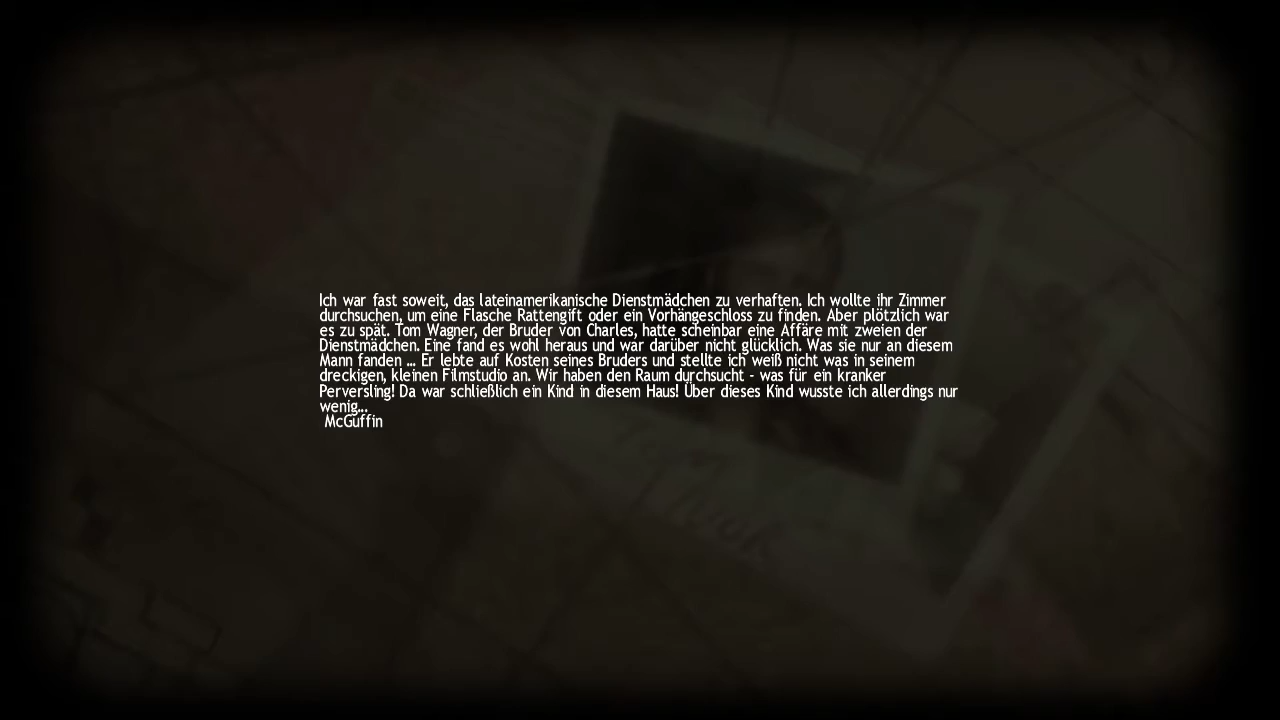 Ich war fast soweit, das lateinamerikanische Dienstmädchen zu verhaften. Ich wollte ihr Zimmer
durchsuchen, um eine Flasche Rattengift oder ein Vorhängeschloss zu finden. Aber plötzlich war
es zu spät. Tom Wagner, der Bruder von Charles, hatte scheinbar eine Affäre mit zweien der
Dienstmädchen. Eine fand es wohl heraus und war darüber nicht glücklich. Was sie nur an diesem
Mann fanden ... Er lebte auf Kosten seines Bruders und stellte ich weiß nicht was in seinem
dreckigen, kleinen Filmstudio an. Wir haben den Raum durchsucht - was für ein kranker
Perversling! Da war schließlich ein Kind in diesem Haus! Über dieses Kind wusste ich allerdings nur
wenig...
McGuffin